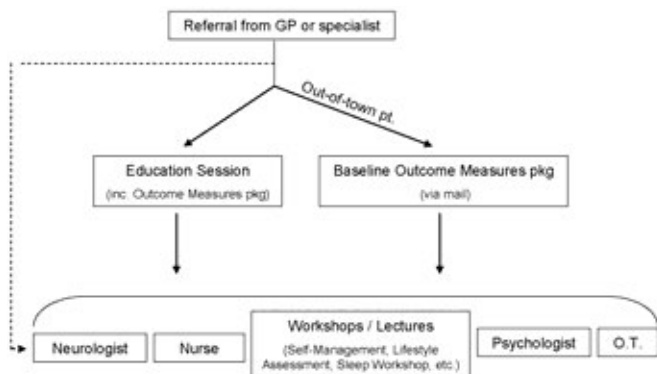 Referral from GP or specialist
Out-of-town pt.
Education Session
(inc. Outcome Measures pkg)
Baseline Outcome Measures pkg
(via mail)
Neurologist
Nurse
Workshops / Lectures
(Self-Management, Lifestyle
Assessment, Sleep Workshop, etc.)
Psychologist
O.T.